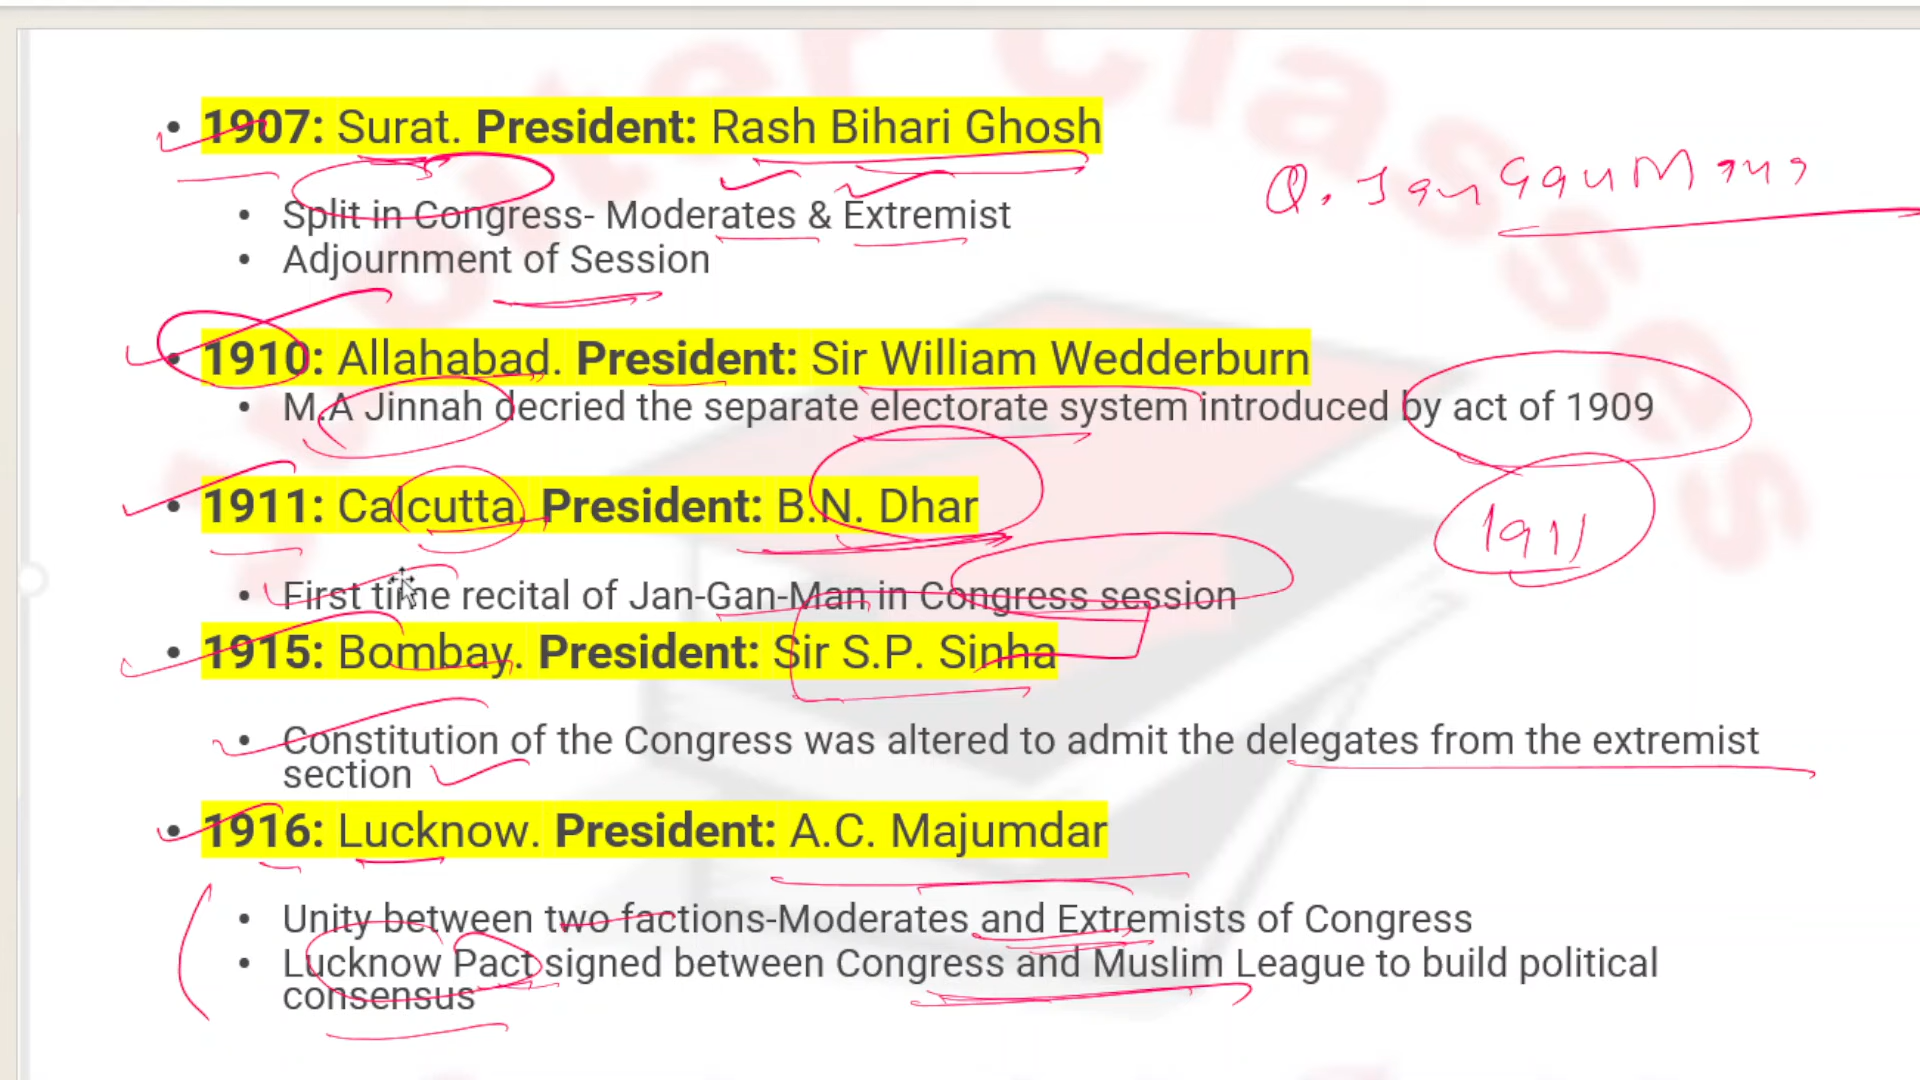 • 1907: Surat. President: Rash Bihari Ghosh
Q. Jan Gan Mana
• Split in Congress- Moderates & Extremist
• Adjournment of Session
• 1910: Allahabad. President: Sir William Wedderburn
• M.A Jinnah decried the separate electorate system introduced by act of 1909
• 1911: Calcutta. President: B.N. Dhar
1911
• First time recital of Jan-Gan-Man in Congress session
• 1915: Bombay. President: Sir S.P. Sinha
• Constitution of the Congress was altered to admit the delegates from the extremist
section
• 1916: Lucknow. President: A.C. Majumdar
• Unity between two factions-Moderates and Extremists of Congress
• Lucknow Pact signed between Congress and Muslim League to build political
consensus